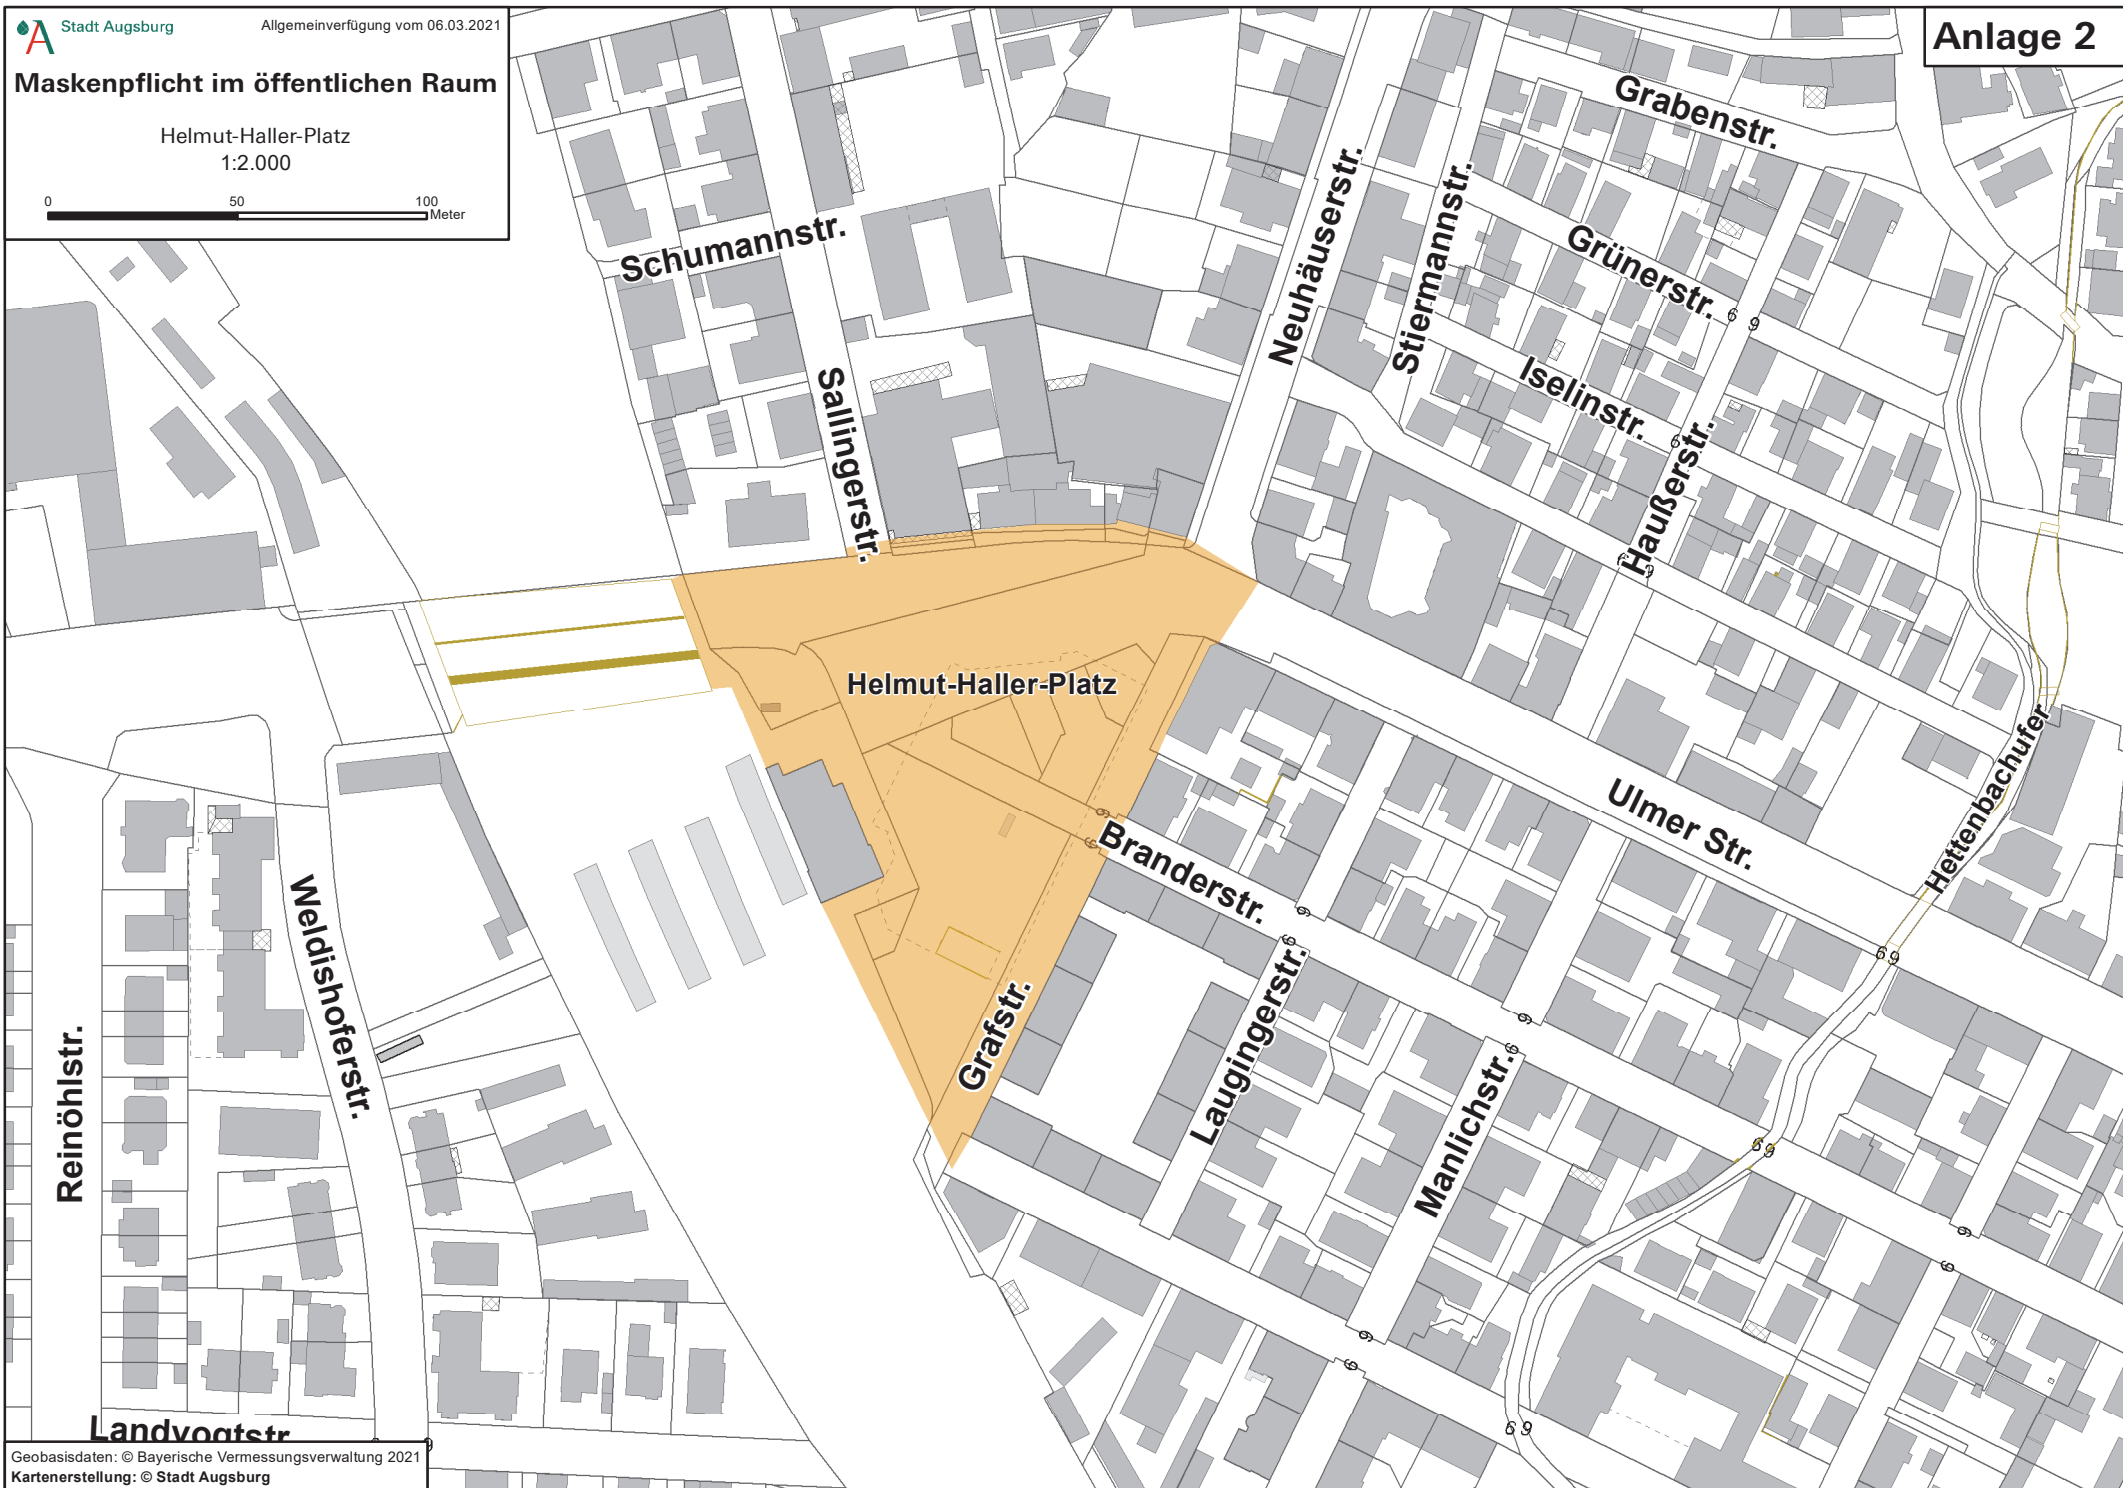 Stadt Augsburg
Allgemeinverfügung vom 06.03.2021
Anlage 2
Maskenpflicht im öffentlichen Raum
Helmut-Haller-Platz
1:2.000
0 50 100
Meter
Grabenstr.
Schumannstr.
Neuhäuserstr.
Stiermannstr.
Grünerstr.
Iselinstr.
Sallingerstr.
Haußerstr.
Helmut-Haller-Platz
Hettenbachufer
Ulmer Str.
Branderstr.
Weldishoferstr.
Grafstr.
Laugingerstr.
Manlichstr.
Reinöhlstr.
Landvogtstr
Geobasisdaten: © Bayerische Vermessungsverwaltung 2021
Kartenerstellung: © Stadt Augsburg